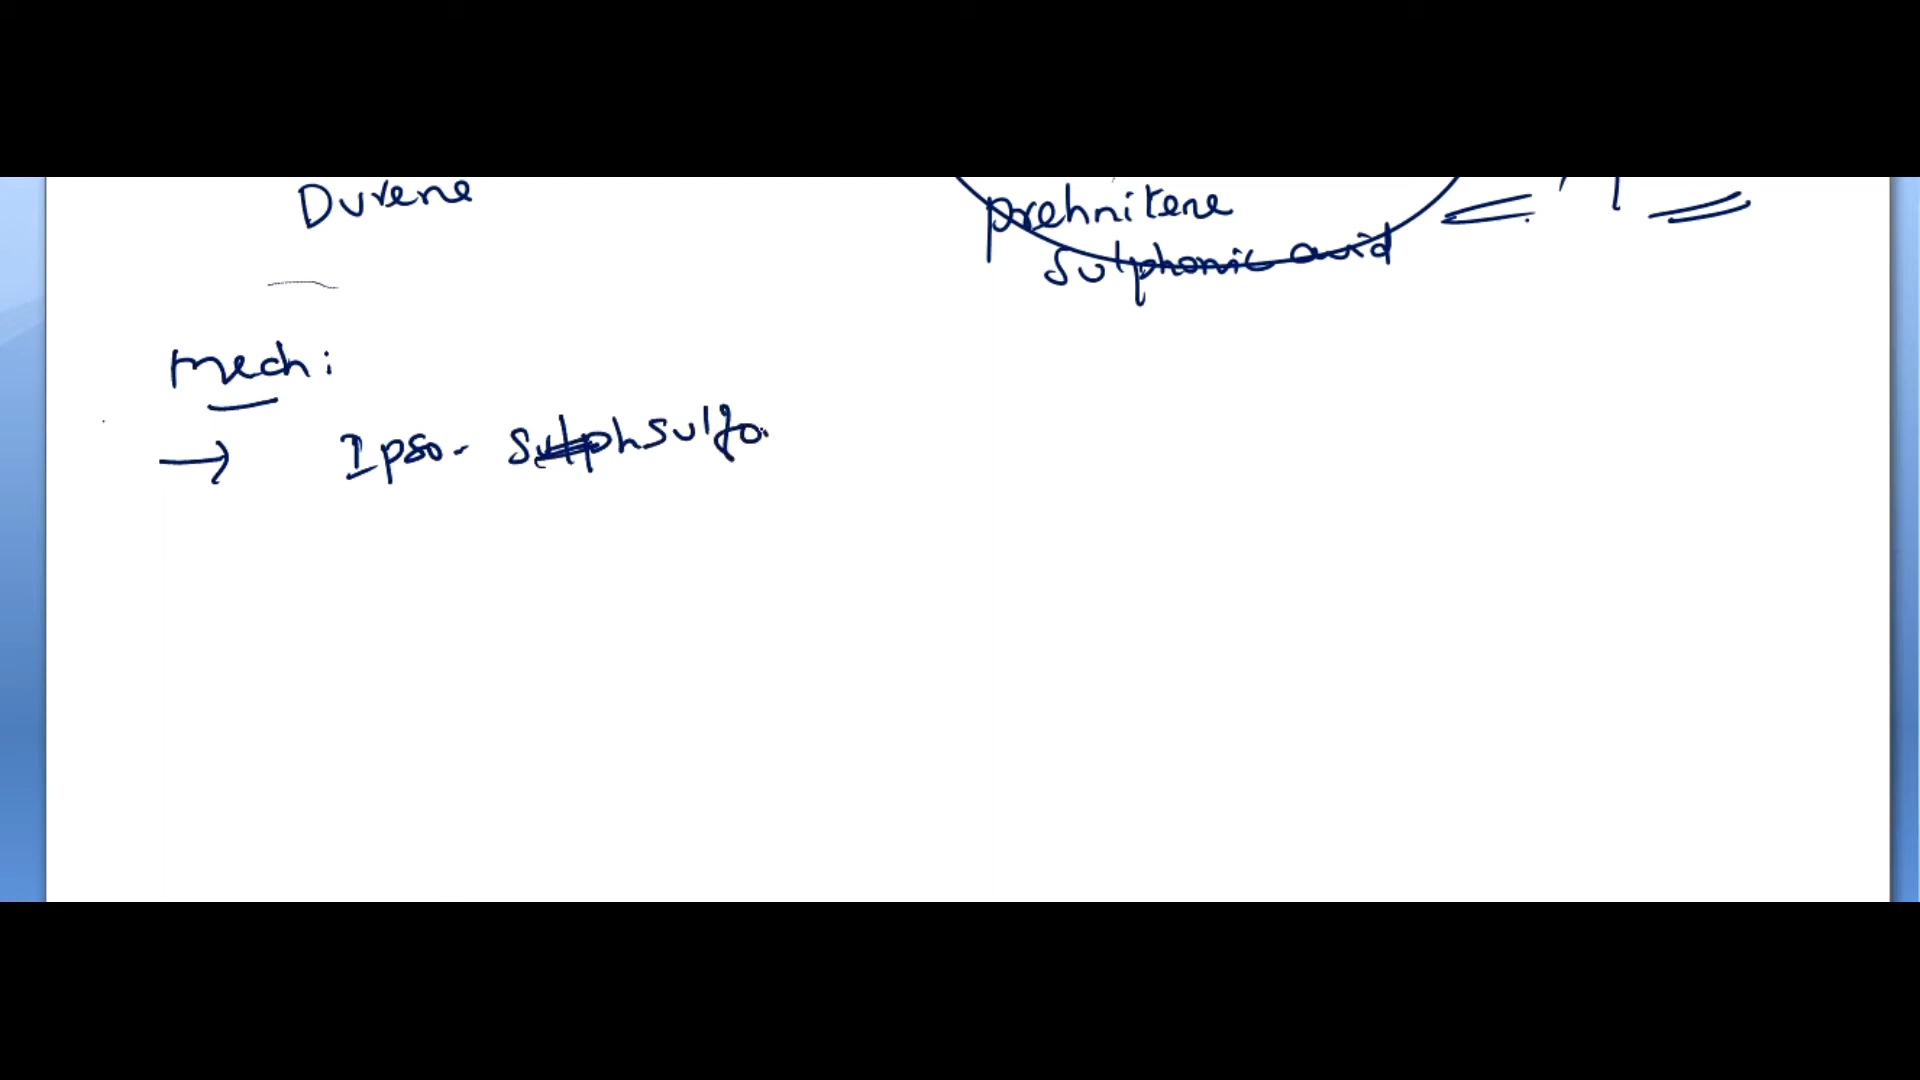 Durene
prehnitene
sulphonic acid
Mech:
→ Ipso- sulphsulfo